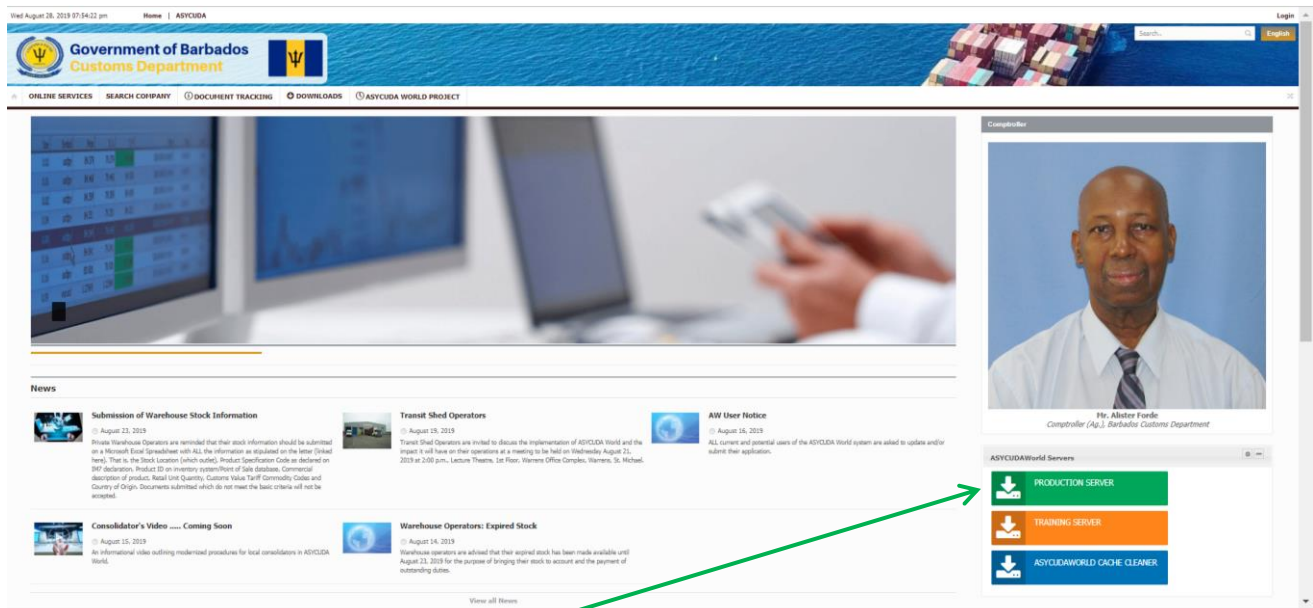 Wed August 28, 2019 07:54:22 pm Home | ASYCUDA Login
Government of Barbados
Customs Department
Search..
English
ONLINE SERVICES SEARCH COMPANY DOCUMENT TRACKING DOWNLOADS ASYCUDA WORLD PROJECT
Comptroller
Mr. Alister Forde
Comptroller (Ag.), Barbados Customs Department
News
Submission of Warehouse Stock Information
August 23, 2019
Private Warehouse Operators are reminded that their stock information should be submitted
on a Microsoft Excel Spreadsheet with ALL the information as stipulated on the letter (linked
here). That is, the Stock Location (which outlet), Product Specification Code as declared on
IM7 declaration. Product ID on inventory system/Point of Sale database, Commercial
description of product, Retail Unit Quantity, Customs Value Tariff Commodity Codes and
Country of Origin. Documents submitted which do not meet the basic criteria will not be
accepted.
Transit Shed Operators
August 19, 2019
Transit Shed Operators are invited to discuss the implementation of ASYCUDA World and the
impact it will have on their operations at a meeting to be held on Wednesday August 21,
2019 at 2:00 p.m., Lecture Theatre, 1st Floor, Warrens Office Complex, Warrens, St. Michael.
AW User Notice
August 16, 2019
ALL current and potential users of the ASYCUDA World system are asked to update and/or
submit their application.
Consolidator's Video ..... Coming Soon
August 15, 2019
An informational video outlining modernized procedures for local consolidators in ASYCUDA
World.
Warehouse Operators: Expired Stock
August 14, 2019
Warehouse operators are advised that their expired stock has been made available until
August 23, 2019 for the purpose of bringing their stock to account and the payment of
outstanding duties.
View all News
ASYCUDAWorld Servers
PRODUCTION SERVER
TRAINING SERVER
ASYCUDAWORLD CACHE CLEANER